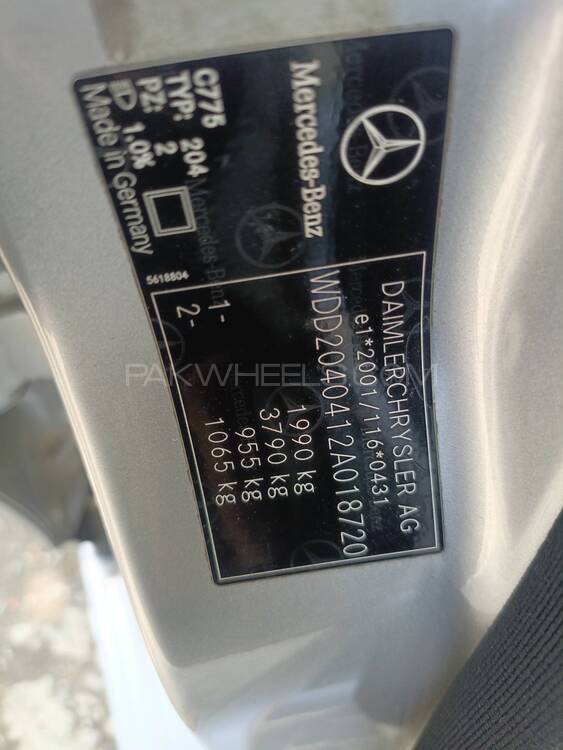 Mercedes-Benz
C775
TYP: 204
PZ: 2
1.0%
Made in Germany
5618804
DAIMLERCHRYSLER AG
e1*2001/116*0431
WDD2040412A018720
1990 kg
3790 kg
1- 955 kg
2- 1065 kg
PAKWHEELS.COM